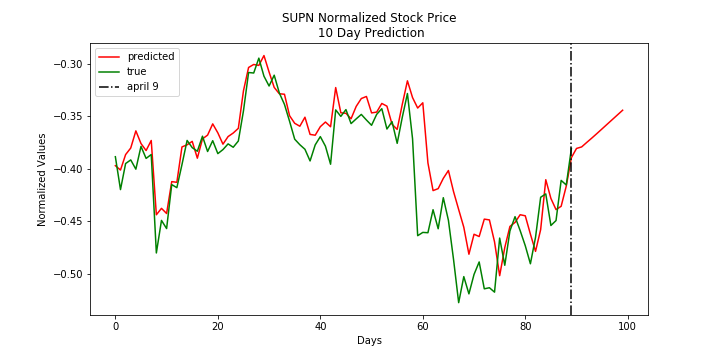 SUPN Normalized Stock Price
10 Day Prediction
predicted
true
april 9
Normalized Values
−0.30
−0.35
−0.40
−0.45
−0.50
0
20
40
60
80
100
Days